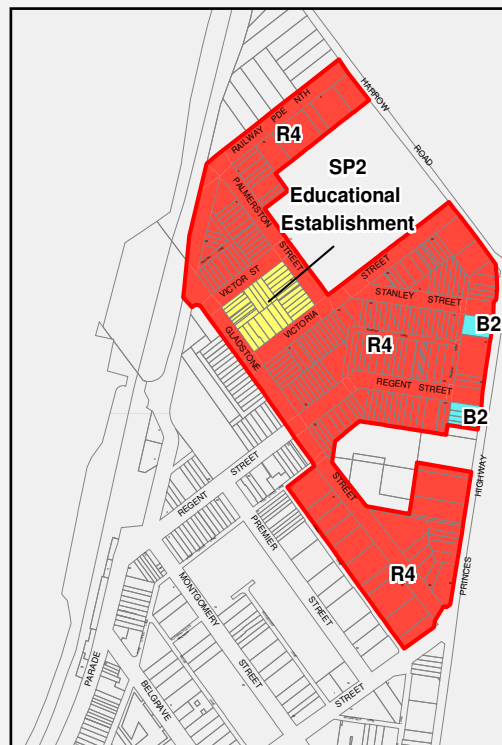 HARROW
ROAD
RAILWAY PDE NTH
R4
SP2
Educational
Establishment
PALMERSTON
STREET
VICTOR ST
STREET
STANLEY STREET
VICTORIA
GLADSTONE
B2
R4
REGENT STREET
B2
REGENT STREET
STREET
HIGHWAY
PREMIER
STREET
R4
PRINCES
MONTGOMERY
STREET
STREET
PARADE
BELGRAVE